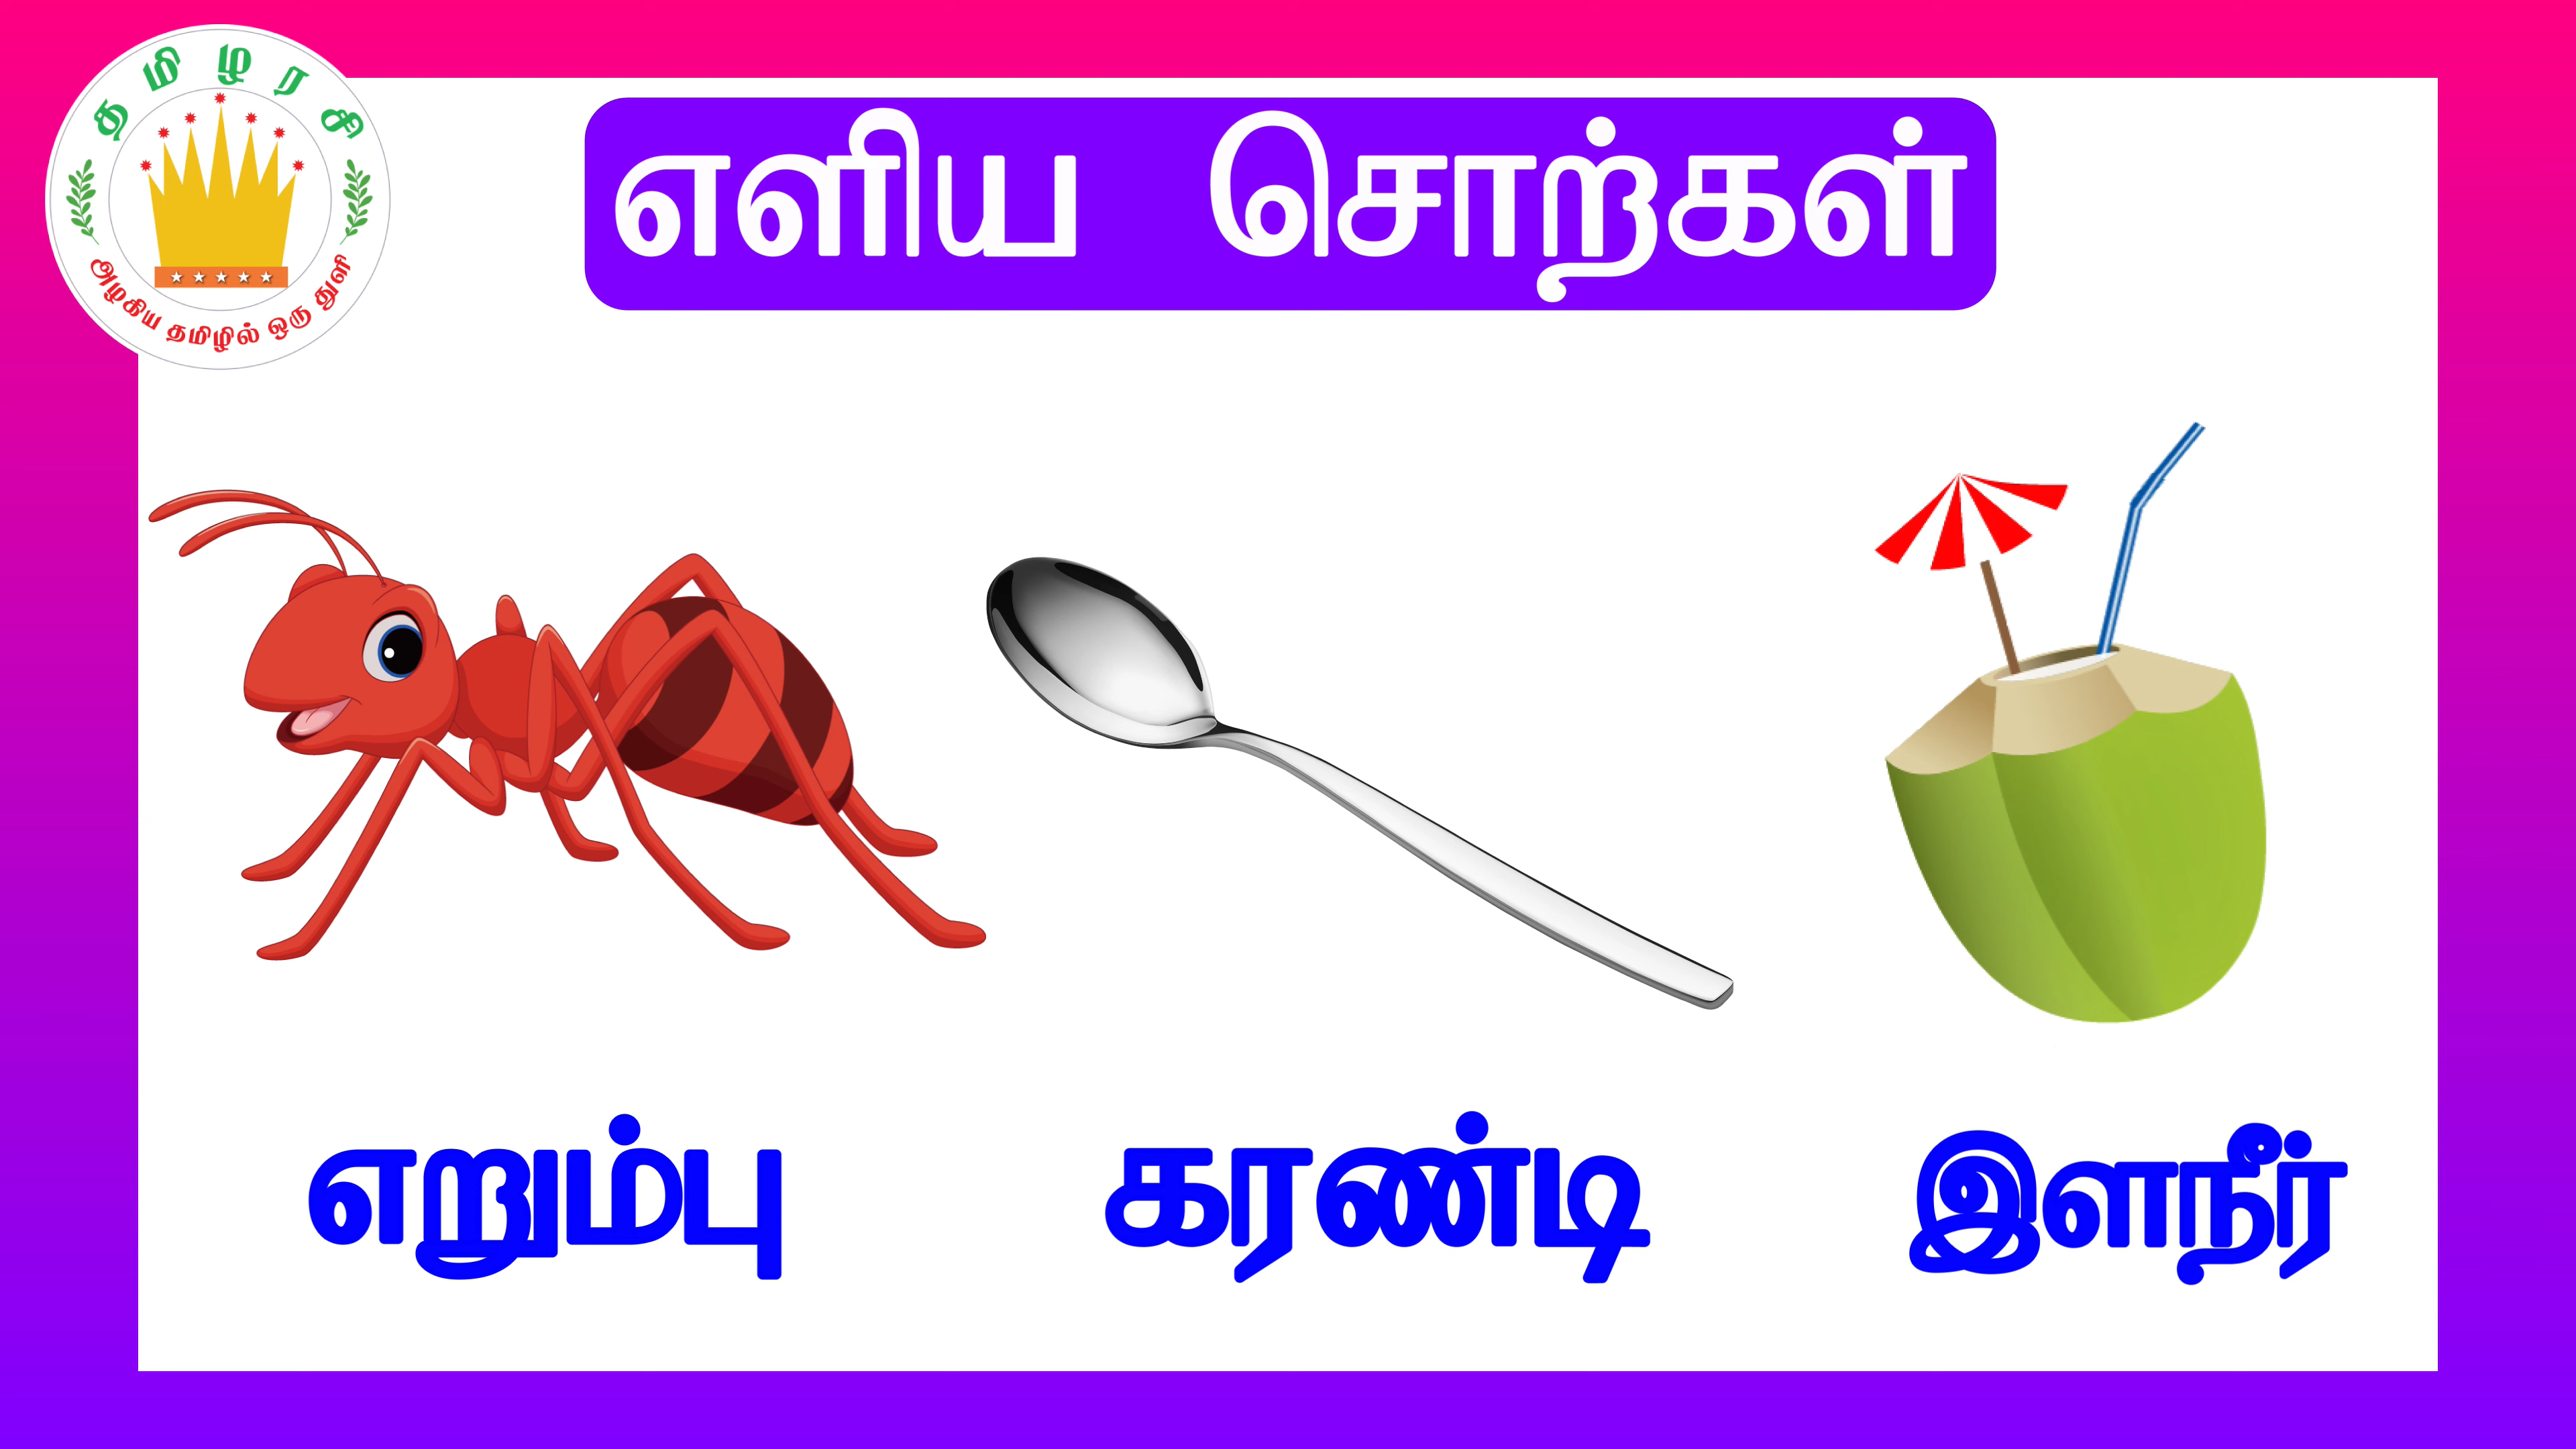 தமிழரசி
அழகிய தமிழில் ஒரு துளி
எளிய சொற்கள்
எறும்பு கரண்டி இளநீர்